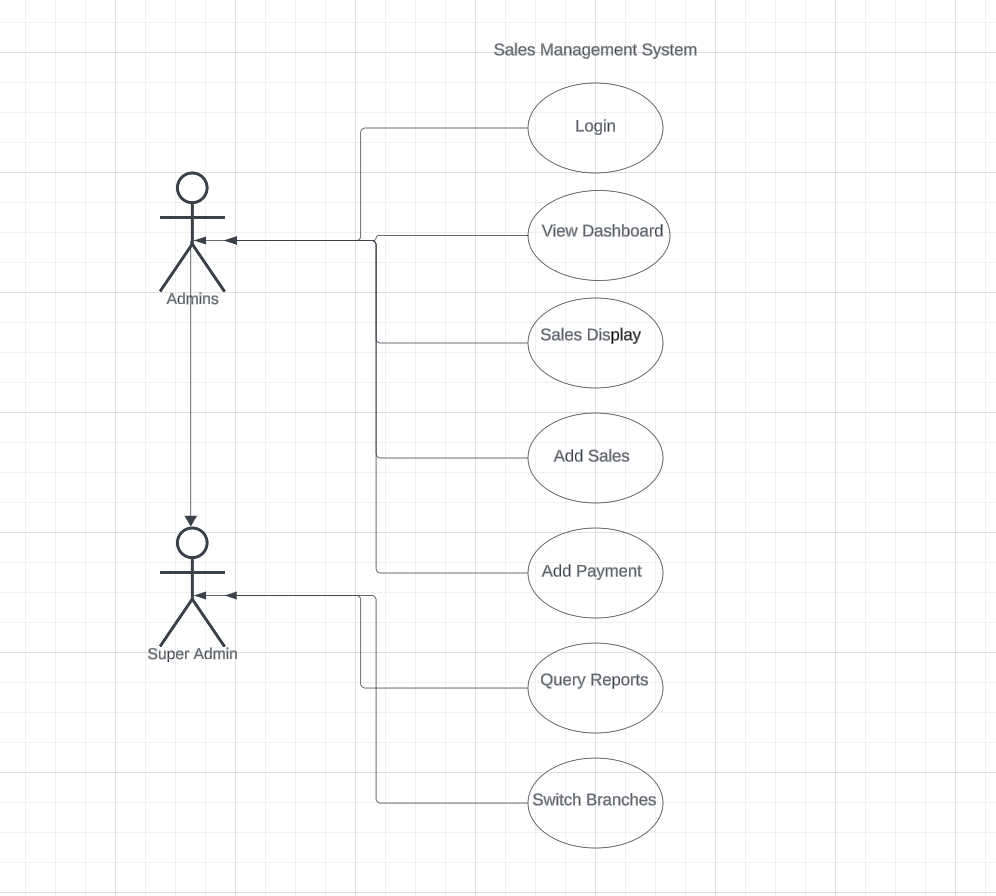 Sales Management System
Login
View Dashboard
Sales Display
Admins
Add Sales
Add Payment
Super Admin
Query Reports
Switch Branches